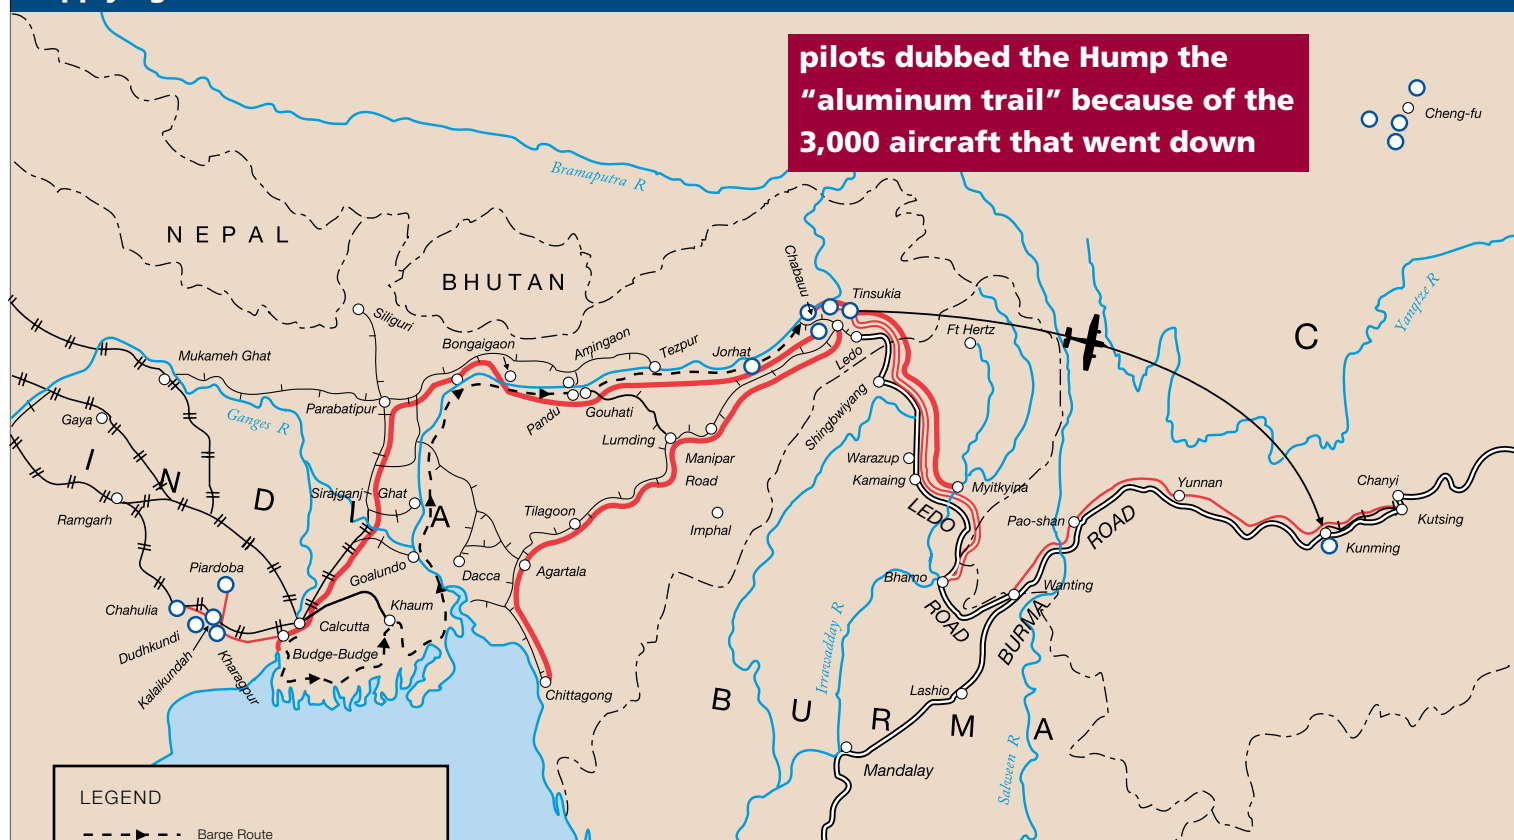 pilots dubbed the Hump the
“aluminum trail” because of the
3,000 aircraft that went down
Cheng-fu
Bramaputra R
NEPAL
BHUTAN
Chabauu
Tinsukia
Yangtze R
C
Siliguri
Ft Hertz
Bongaigaon
Amingaon
Tezpur
Jorhat
Ledo
Mukameh Ghat
Parabatipur
Ganges R
Gaya
Pandu
Gouhati
Shingbwiyang
Lumding
Manipar
Road
Warazup
Kamaing
Myitkyina
Yunnan
Chanyi
INDIA
Sirajganj Ghat
Ramgarh
Tilagoon
Imphal
LEDO
Pao-shan
ROAD
Kutsing
Kunming
Goalundo
Dacca
Agartala
Piardoba
Bhamo
Wanting
Chahulia
Khaum
Calcutta
ROAD
BURMA
Dudhkundi
Budge-Budge
Kalaikundah
Kharagpur
Irrawadday R
Chittagong
Lashio
BURMA
Mandalay
Salween R
LEGEND
Barge Route